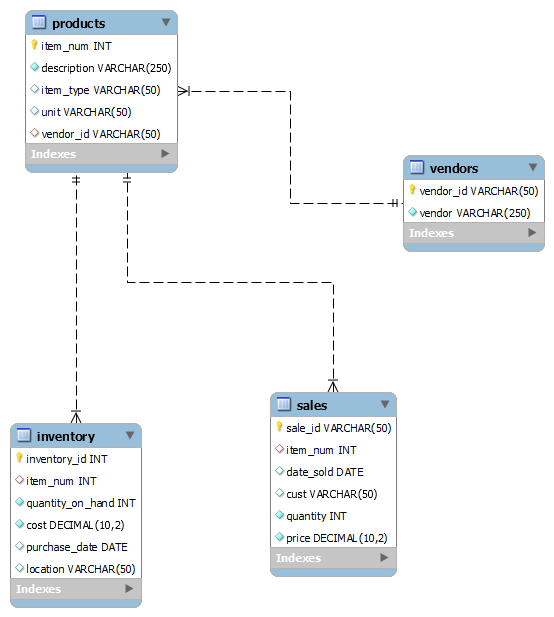 products
item_num INT
description VARCHAR(250)
item_type VARCHAR(50)
unit VARCHAR(50)
vendor_id VARCHAR(50)
Indexes
vendors
vendor_id VARCHAR(50)
vendor VARCHAR(250)
Indexes
sales
sale_id VARCHAR(50)
item_num INT
date_sold DATE
cust VARCHAR(50)
quantity INT
price DECIMAL(10,2)
Indexes
inventory
inventory_id INT
item_num INT
quantity_on_hand INT
cost DECIMAL(10,2)
purchase_date DATE
location VARCHAR(50)
Indexes